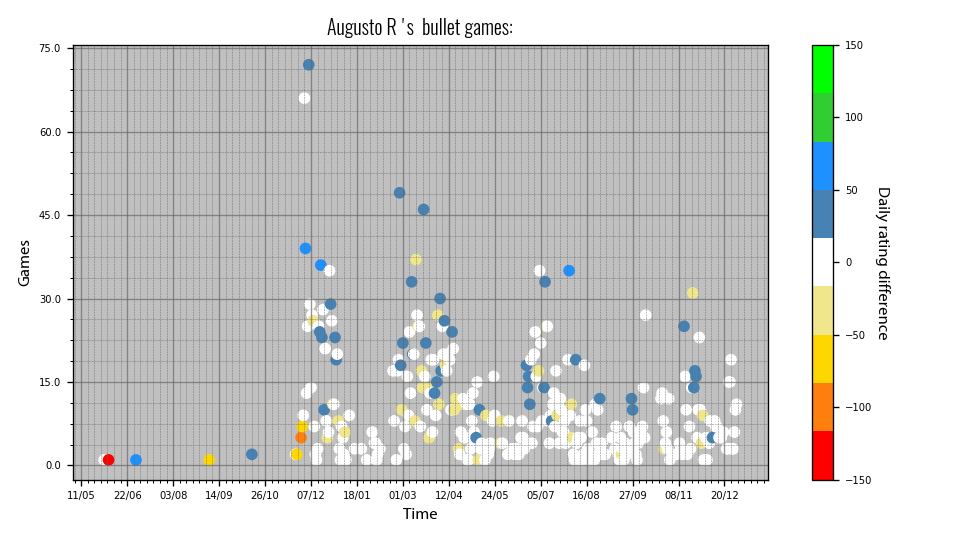 Augusto R 's bullet games:
75.0
60.0
45.0
30.0
15.0
0.0
Games
11/05 22/06 03/08 14/09 26/10 07/12 18/01 01/03 12/04 24/05 05/07 16/08 27/09 08/11 20/12
Time
150
100
50
0
−50
−100
−150
Daily rating difference